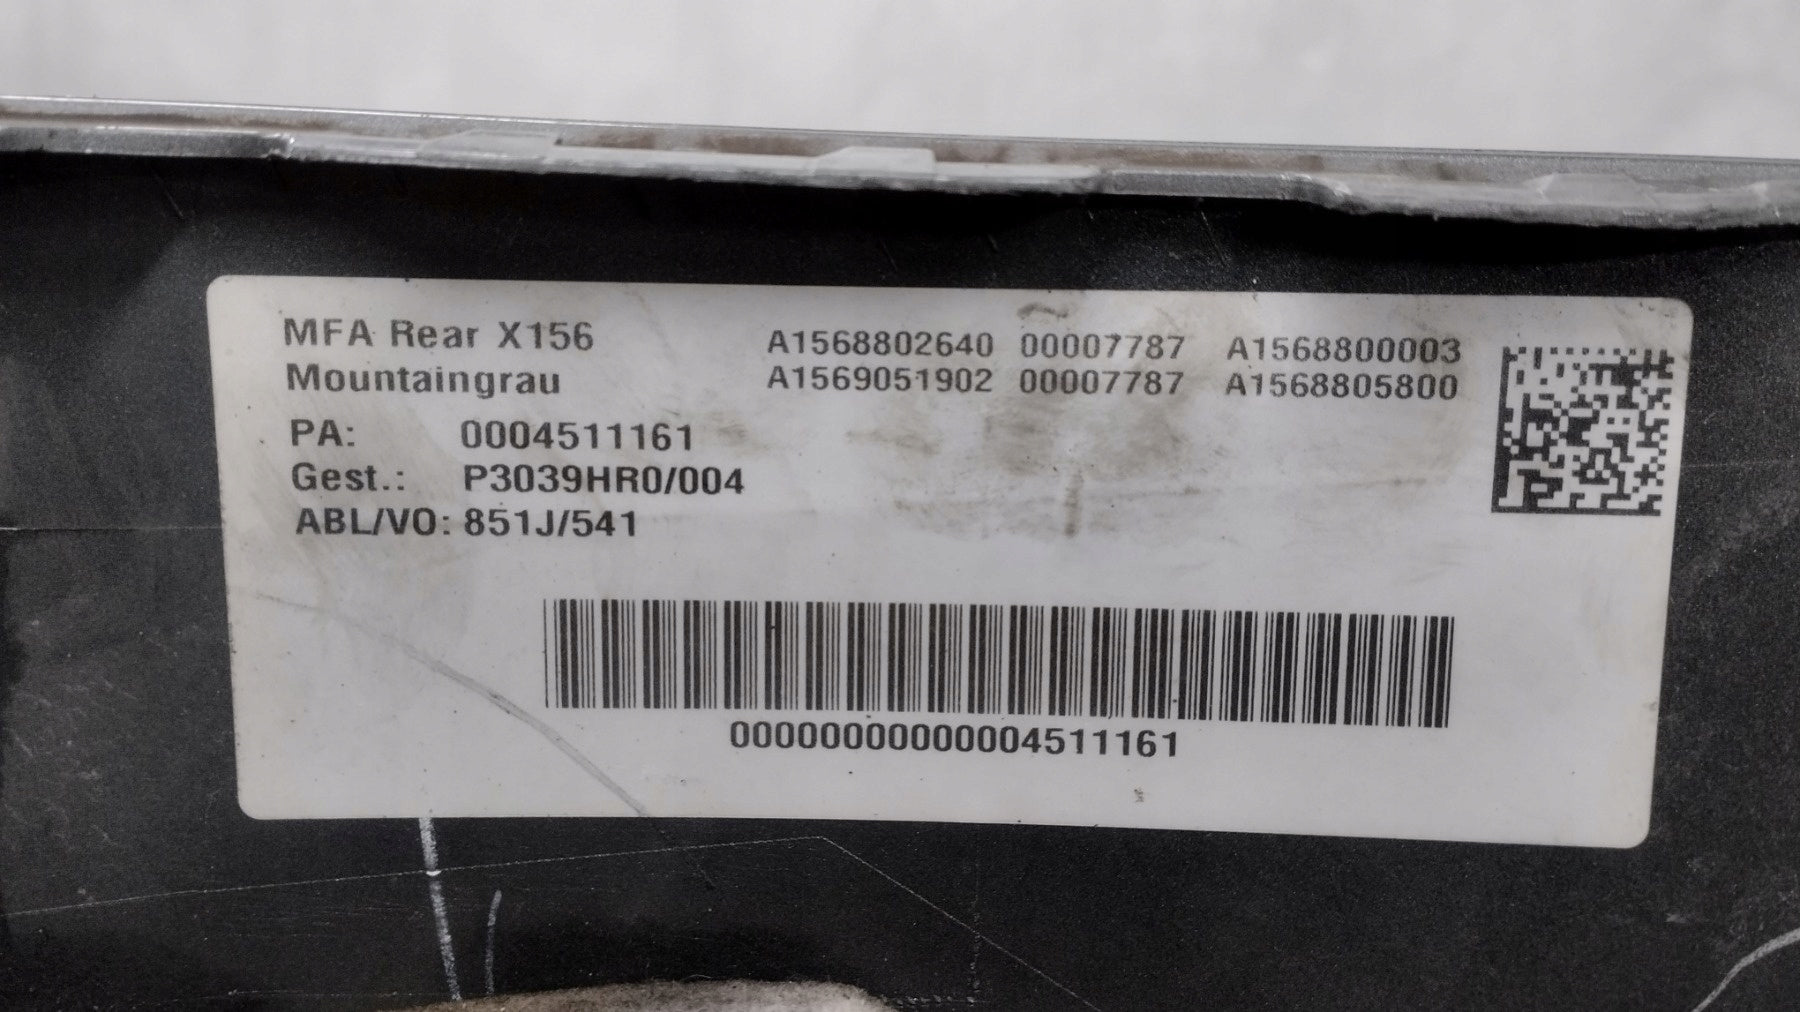 MFA Rear X156 A1568802640 00007787 A1568800003
Mountaingrau A1569051902 00007787 A1568805800
PA: 0004511161
Gest.: P3039HR0/004
ABL/VO: 851J/541
00000000000004511161